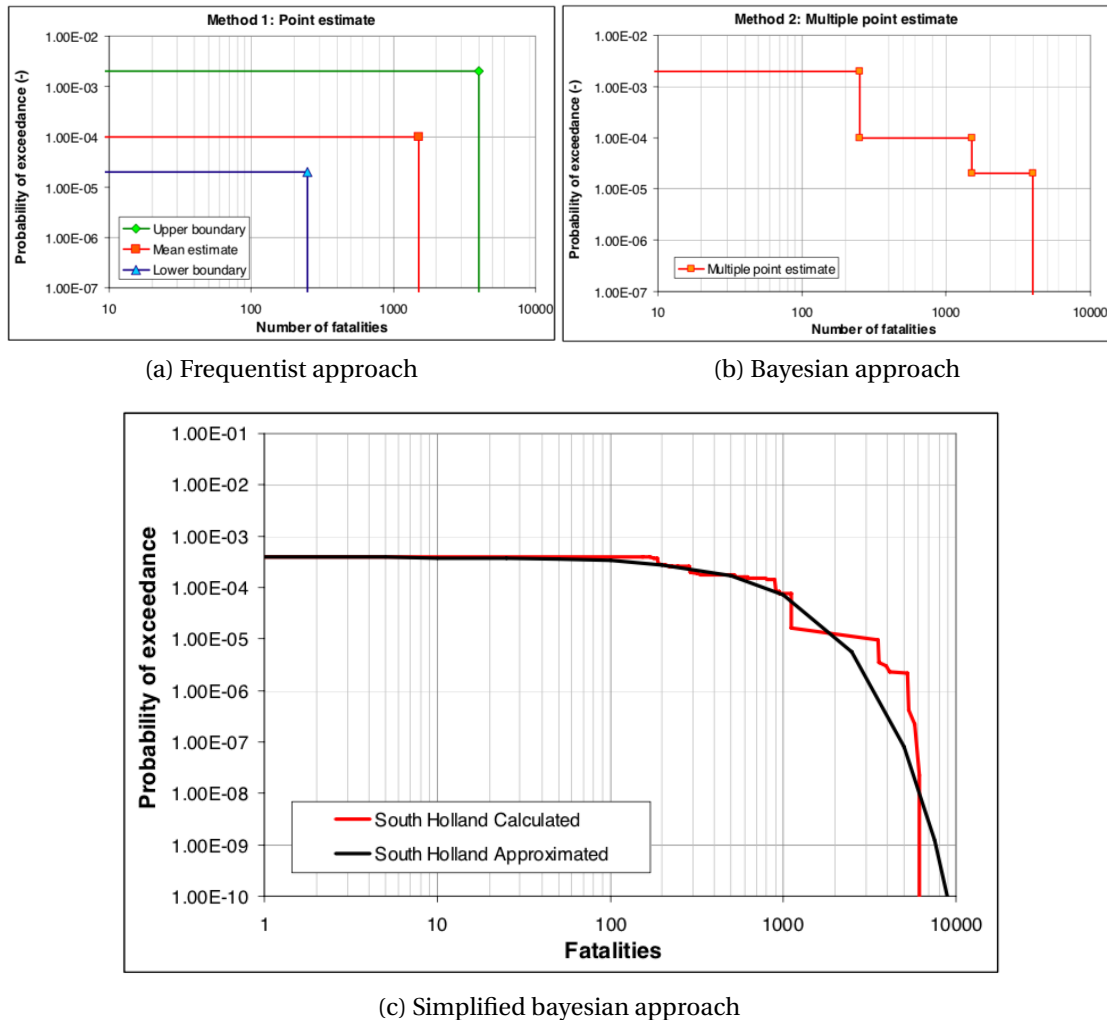 Method 1: Point estimate
1.00E-02
1.00E-03
1.00E-04
1.00E-05
1.00E-06
1.00E-07
Probability of exceedance (-)
Upper boundary
Mean estimate
Lower boundary
10 100 1000 10000
Number of fatalities
(a) Frequentist approach
Method 2: Multiple point estimate
1.00E-02
1.00E-03
1.00E-04
1.00E-05
1.00E-06
1.00E-07
Probability of exceedance (-)
Multiple point estimate
10 100 1000 10000
Number of fatalities
(b) Bayesian approach
1.00E-01
1.00E-02
1.00E-03
1.00E-04
1.00E-05
1.00E-06
1.00E-07
1.00E-08
1.00E-09
1.00E-10
Probability of exceedance
South Holland Calculated
South Holland Approximated
1 10 100 1000 10000
Fatalities
(c) Simplified bayesian approach